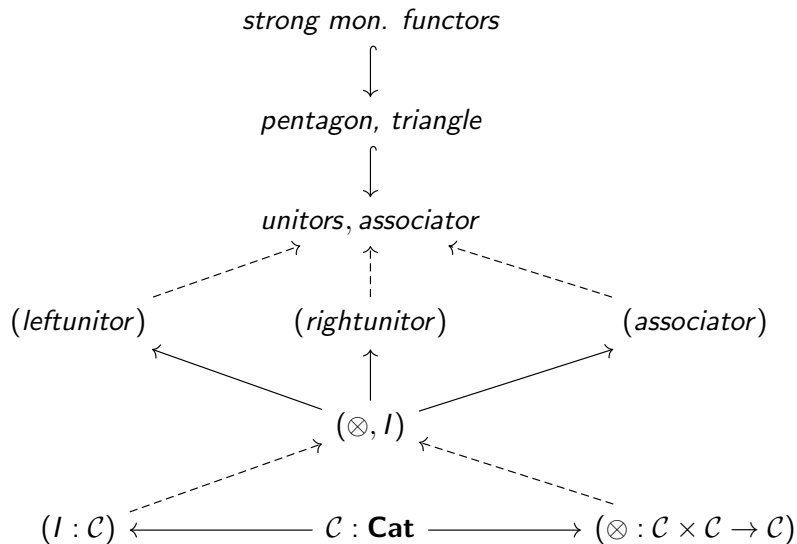 strong mon. functors
pentagon, triangle
unitors, associator
(leftunitor) (rightunitor) (associator)
(⊗, I)
(I : 𝒞) 𝒞 : Cat (⊗ : 𝒞 × 𝒞 → 𝒞)